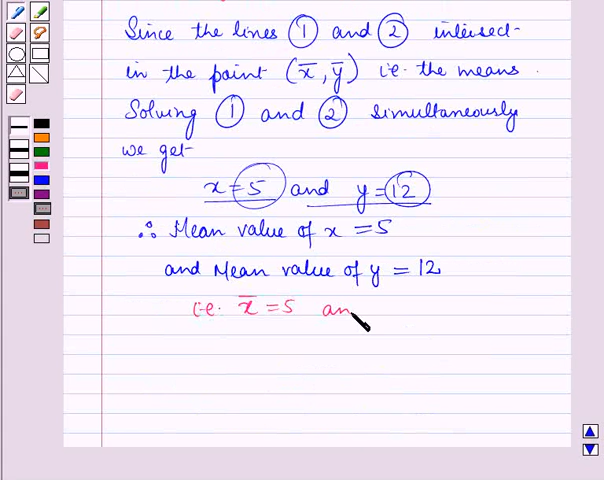 Since the lines ① and ② intersect
in the point (x̅, y̅) i.e. the means.
Solving ① and ② simultaneously
we get
x=5 and y=12
∴ Mean value of x =5
and Mean value of y = 12
i.e. x̅ =5 an